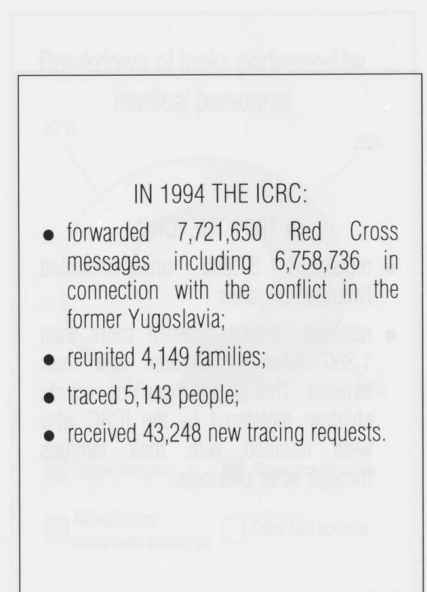 IN 1994 THE ICRC:
● forwarded 7,721,650 Red Cross
messages including 6,758,736 in
connection with the conflict in the
former Yugoslavia;
● reunited 4,149 families;
● traced 5,143 people;
● received 43,248 new tracing requests.